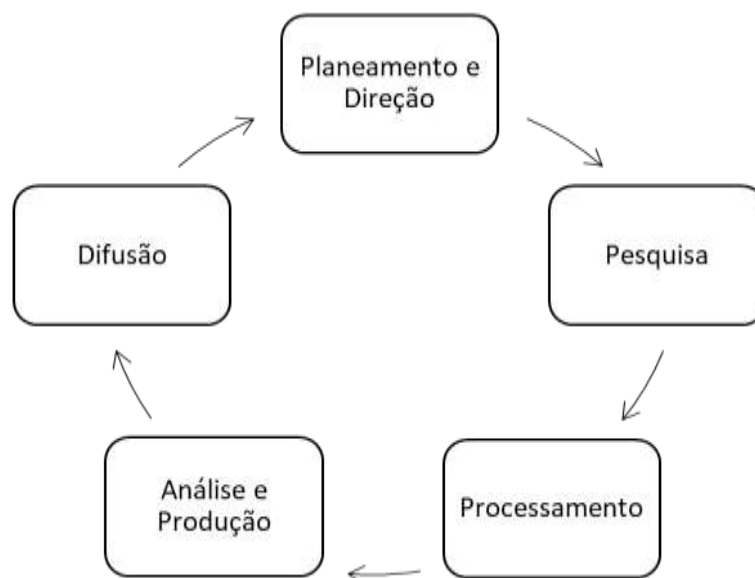 Planeamento e
Direção
Pesquisa
Processamento
Análise e
Produção
Difusão